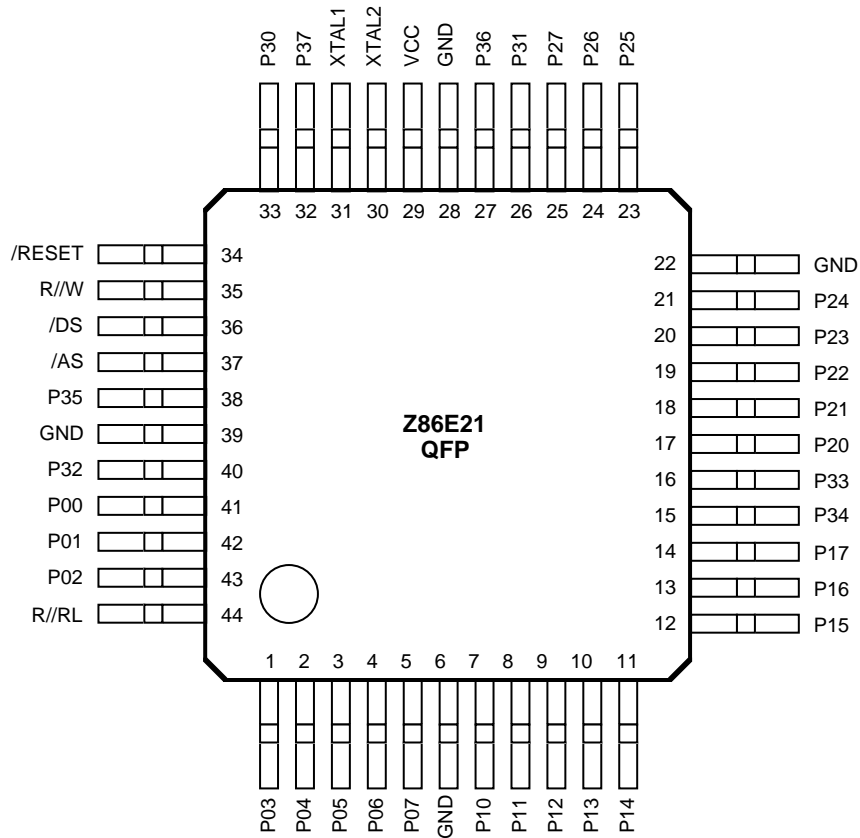 P30 P37 XTAL1 XTAL2 VCC GND P36 P31 P27 P26 P25
33 32 31 30 29 28 27 26 25 24 23
/RESET 34
R//W 35
/DS 36
/AS 37
P35 38
GND 39
P32 40
P00 41
P01 42
P02 43
R//RL 44
Z86E21
QFP
22 GND
21 P24
20 P23
19 P22
18 P21
17 P20
16 P33
15 P34
14 P17
13 P16
12 P15
1 2 3 4 5 6 7 8 9 10 11
P03 P04 P05 P06 P07 GND P10 P11 P12 P13 P14